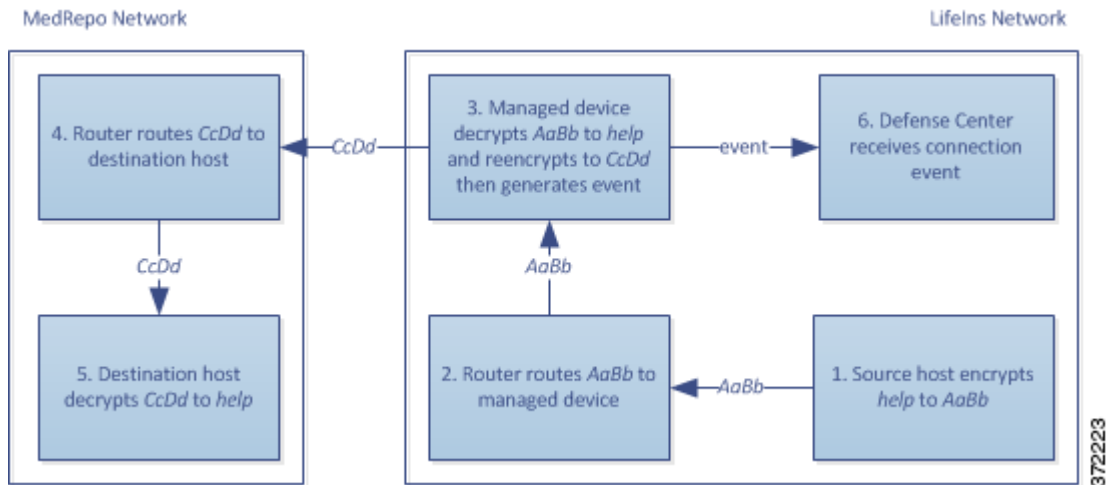 MedRepo Network
LifeIns Network
4. Router routes CcDd to
destination host
CcDd
3. Managed device
decrypts AaBb to help
and reencrypts to CcDd
then generates event
event
6. Defense Center
receives connection
event
CcDd
AaBb
5. Destination host
decrypts CcDd to help
2. Router routes AaBb to
managed device
AaBb
1. Source host encrypts
help to AaBb
372223